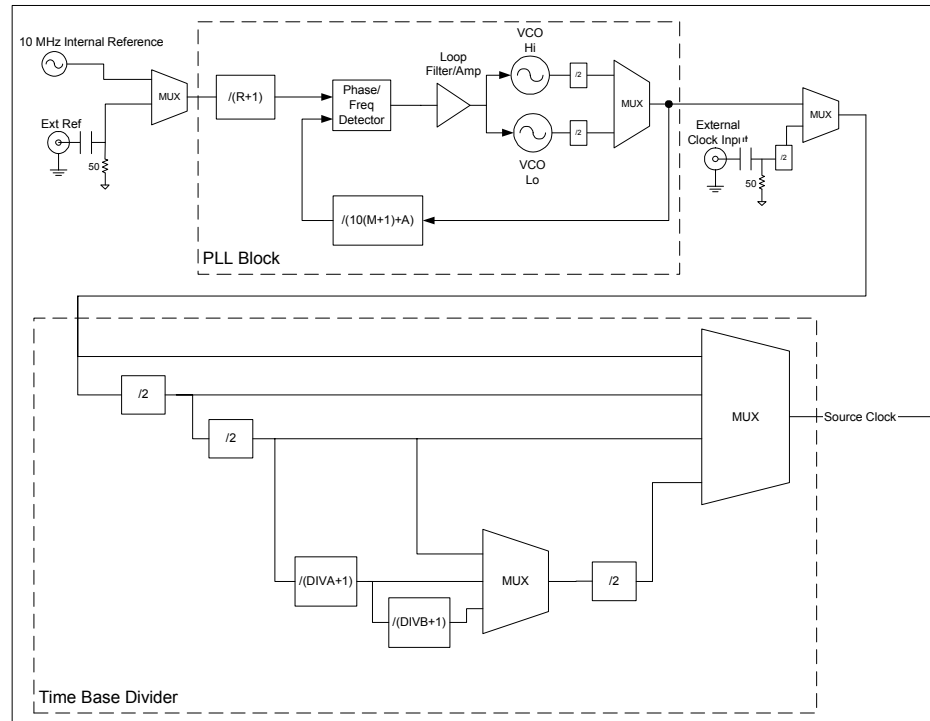 10 MHz Internal Reference
MUX
Ext Ref
50
/(R+1)
Phase/
Freq
Detector
Loop
Filter/Amp
VCO
Hi
/2
/2
VCO
Lo
MUX
/(10(M+1)+A)
PLL Block
External
Clock Input
50
/2
MUX
/2
/2
/(DIVA+1)
/(DIVB+1)
MUX
/2
MUX
Source Clock
Time Base Divider